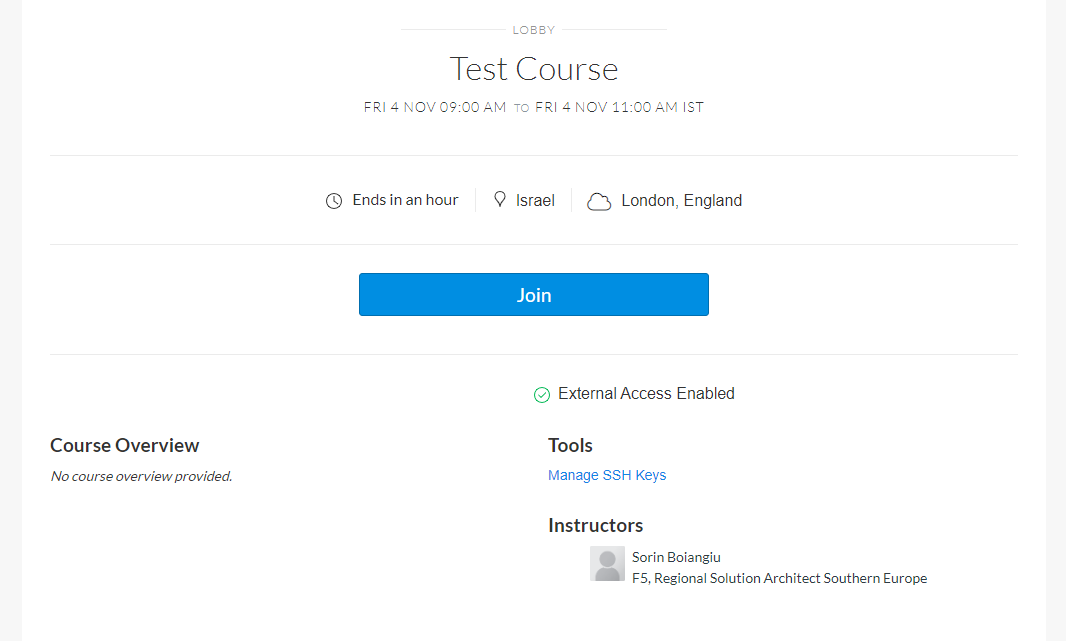 LOBBY
Test Course
FRI 4 NOV 09:00 AM TO FRI 4 NOV 11:00 AM IST
Ends in an hour
Israel
London, England
Join
External Access Enabled
Course Overview
No course overview provided.
Tools
Manage SSH Keys
Instructors
Sorin Boiangiu
F5, Regional Solution Architect Southern Europe